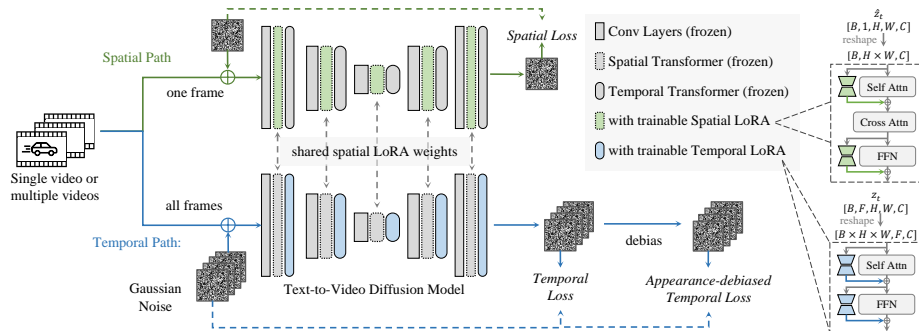 Spatial Path
one frame
Spatial Loss
Conv Layers (frozen)
Spatial Transformer (frozen)
Temporal Transformer (frozen)
with trainable Spatial LoRA
with trainable Temporal LoRA
shared spatial LoRA weights
Single video or
multiple videos
all frames
Temporal Path:
Gaussian
Noise
Text-to-Video Diffusion Model
Temporal
Loss
debias
Appearance-debiased
Temporal Loss
ẑₜ
[B, 1, H, W, C]
reshape
[B, H × W, C]
Self Attn
Cross Attn
FFN
zₜ
[B, F, H, W, C]
reshape
[B × H × W, F, C]
Self Attn
FFN